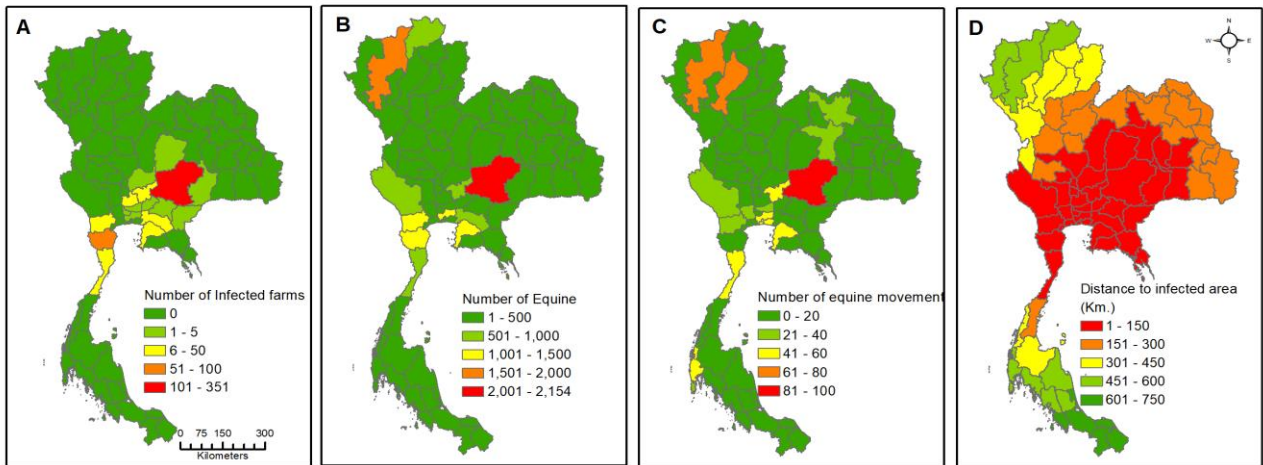 A
Number of Infected farms
0
1 - 5
6 - 50
51 - 100
101 - 351
0 75 150 300
Kilometers
B
Number of Equine
1 - 500
501 - 1,000
1,001 - 1,500
1,501 - 2,000
2,001 - 2,154
C
Number of equine movement
0 - 20
21 - 40
41 - 60
61 - 80
81 - 100
D
N
W E
S
Distance to infected area
(Km.)
1 - 150
151 - 300
301 - 450
451 - 600
601 - 750